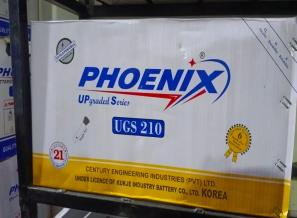 PHOENIX
UPgraded Series
UGS 210
21
CENTURY ENGINEERING INDUSTRIES (PVT) LTD.
UNDER LICENCE OF KUKJE INDUSTRY BATTERY CO., LTD. KOREA